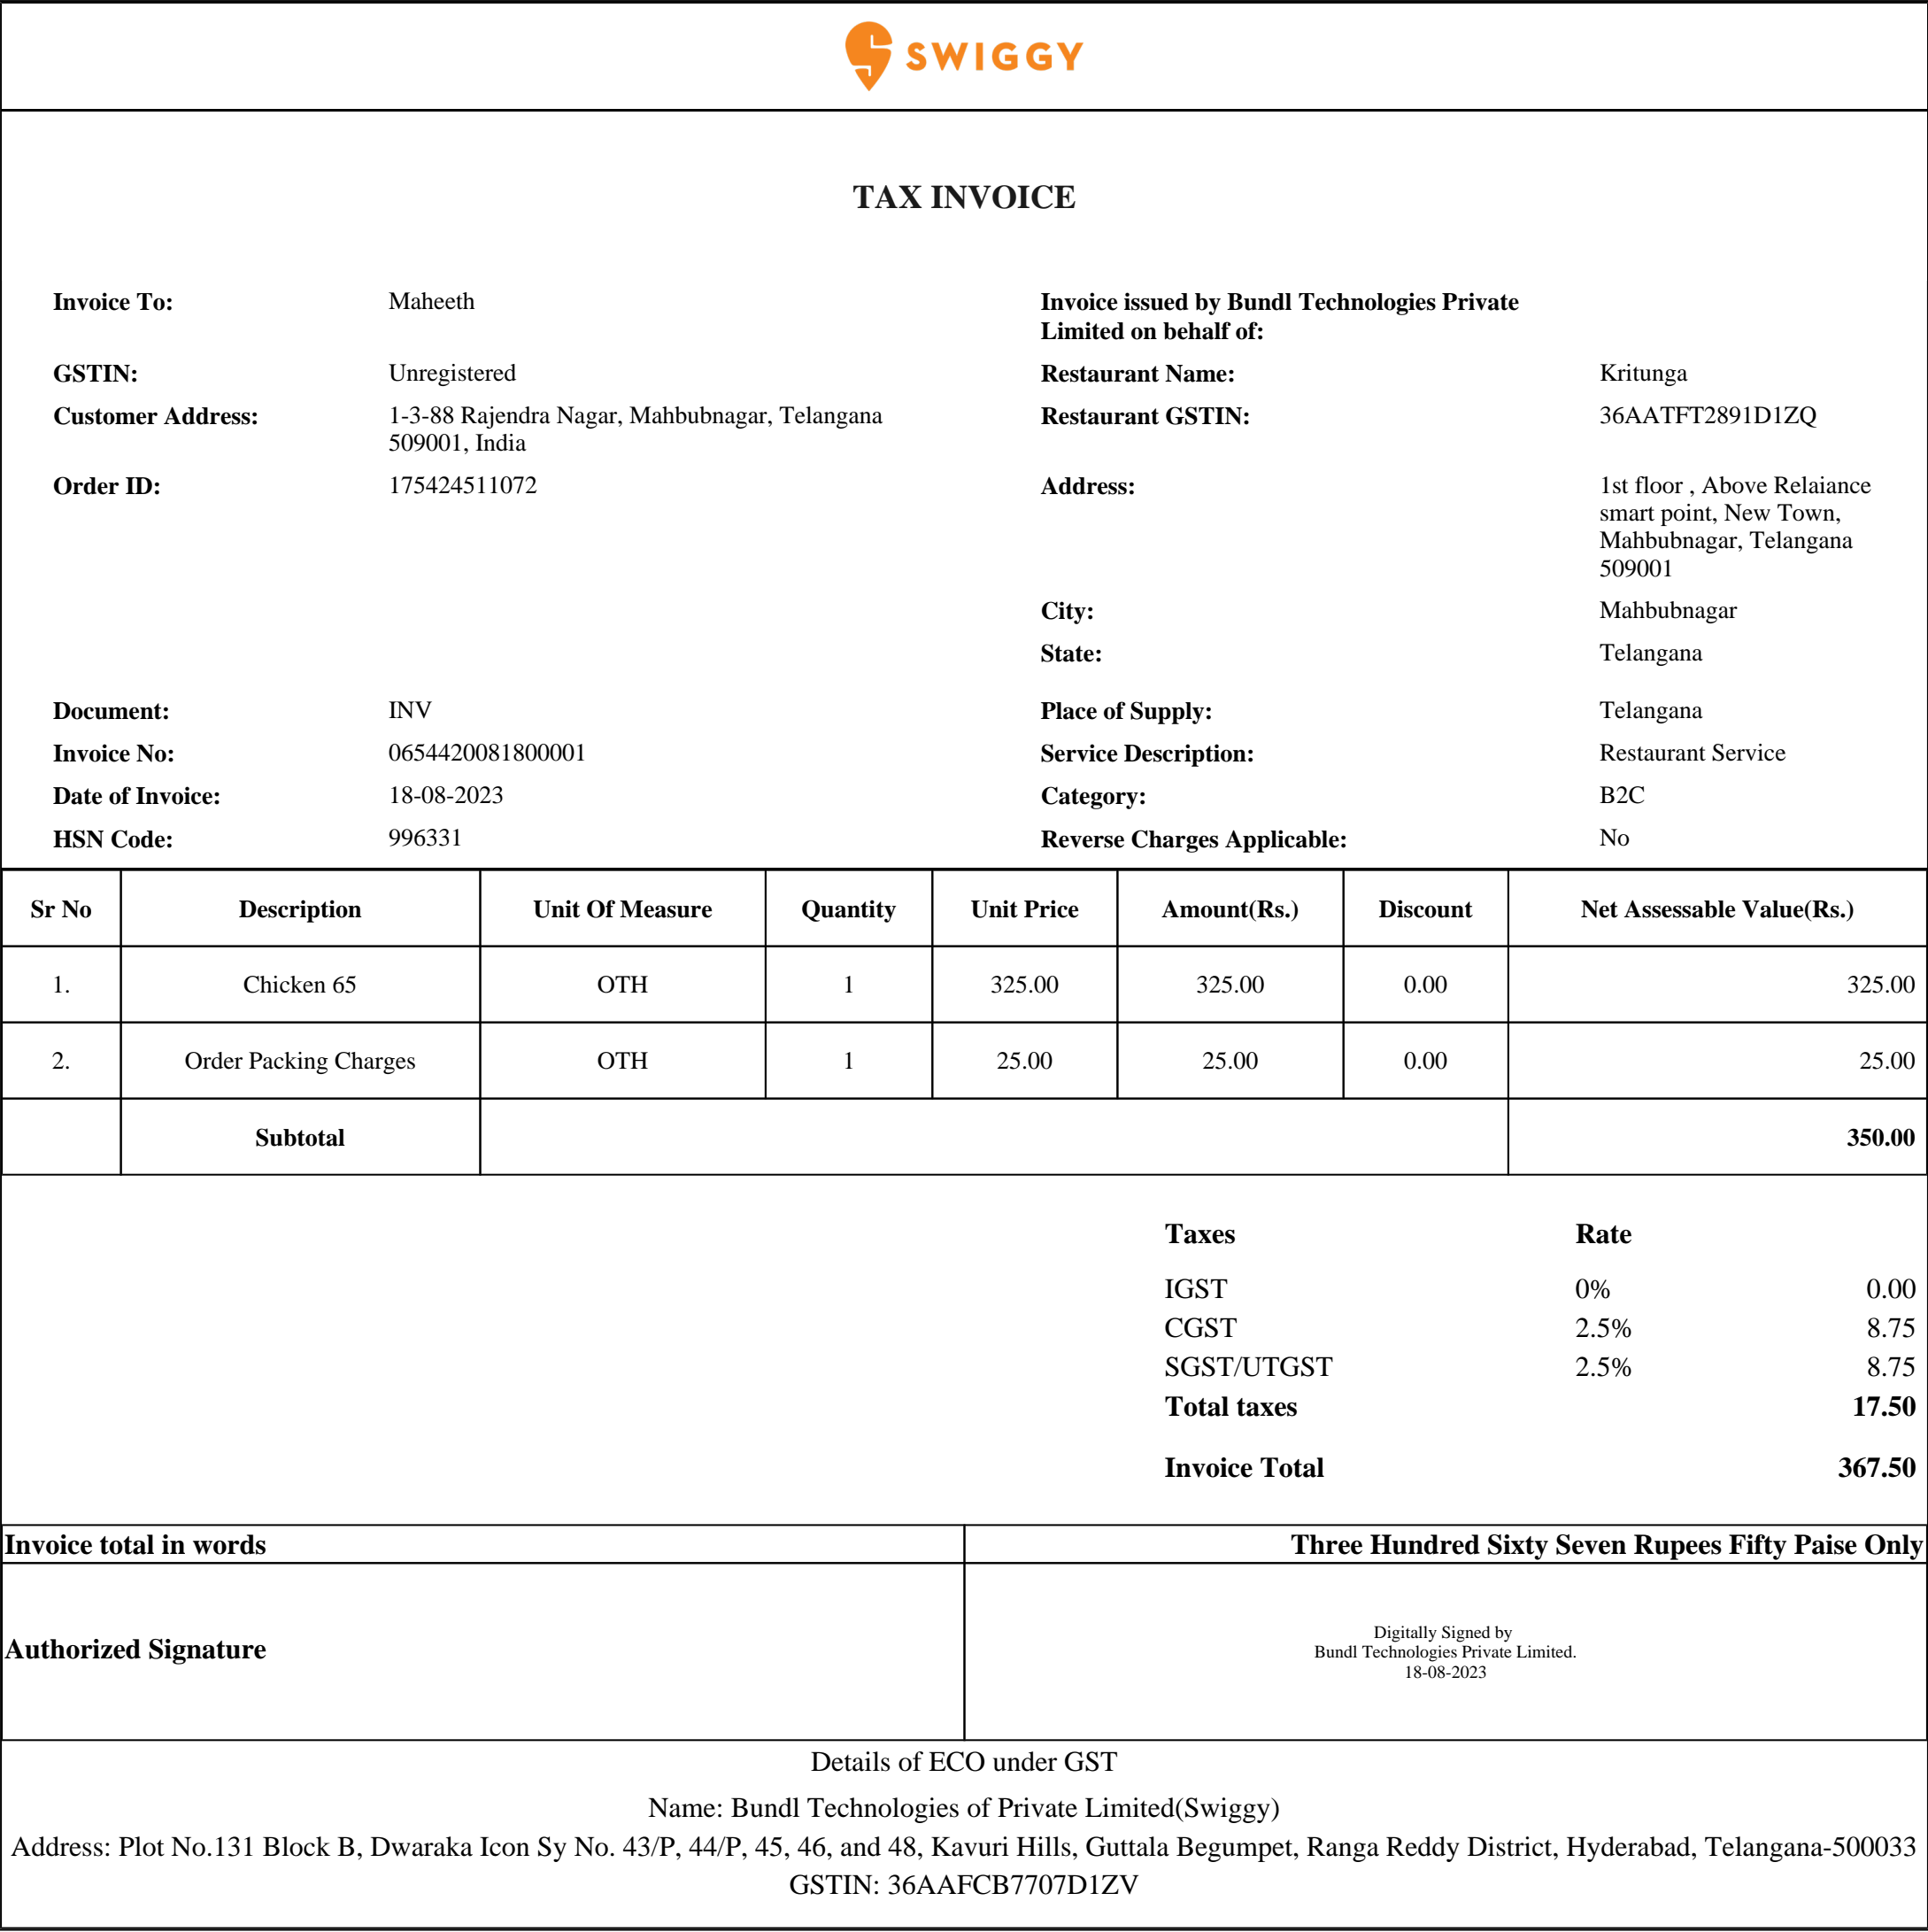 SWIGGY
TAX INVOICE
Invoice To: Maheeth
Invoice issued by Bundl Technologies Private
Limited on behalf of:
GSTIN: Unregistered
Restaurant Name: Kritunga
Customer Address: 1-3-88 Rajendra Nagar, Mahbubnagar, Telangana
509001, India
Restaurant GSTIN: 36AATFT2891D1ZQ
Order ID: 175424511072
Address: 1st floor , Above Relaiance
smart point, New Town,
Mahbubnagar, Telangana
509001
City: Mahbubnagar
State: Telangana
Document: INV
Place of Supply: Telangana
Invoice No: 0654420081800001
Service Description: Restaurant Service
Date of Invoice: 18-08-2023
Category: B2C
HSN Code: 996331
Reverse Charges Applicable: No
Sr No Description Unit Of Measure Quantity Unit Price Amount(Rs.) Discount Net Assessable Value(Rs.)
1. Chicken 65 OTH 1 325.00 325.00 0.00 325.00
2. Order Packing Charges OTH 1 25.00 25.00 0.00 25.00
Subtotal 350.00
Taxes Rate
IGST 0% 0.00
CGST 2.5% 8.75
SGST/UTGST 2.5% 8.75
Total taxes 17.50
Invoice Total 367.50
Invoice total in words Three Hundred Sixty Seven Rupees Fifty Paise Only
Authorized Signature
Digitally Signed by
Bundl Technologies Private Limited.
18-08-2023
Details of ECO under GST
Name: Bundl Technologies of Private Limited(Swiggy)
Address: Plot No.131 Block B, Dwaraka Icon Sy No. 43/P, 44/P, 45, 46, and 48, Kavuri Hills, Guttala Begumpet, Ranga Reddy District, Hyderabad, Telangana-500033
GSTIN: 36AAFCB7707D1ZV